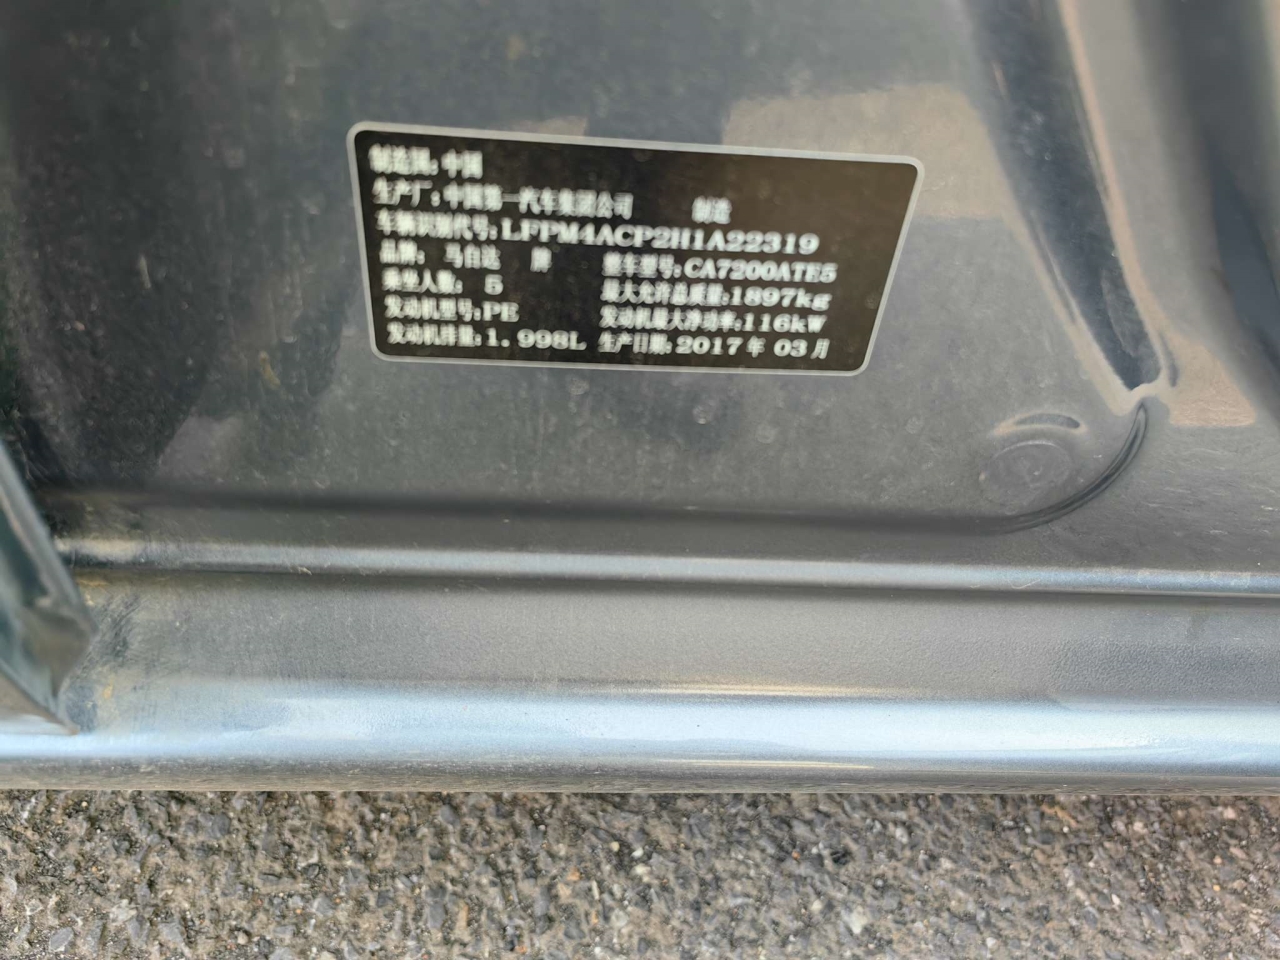 制造国：中国
生产厂：中国第一汽车集团公司 制造
车辆识别代号：LFPM4ACP2H1A22319
品牌：马自达 牌 整车型号：CA7200ATE5
乘坐人数：5 最大允许总质量：1897kg
发动机型号：PE 发动机最大净功率：116kW
发动机排量：1.998L 生产日期：2017年 03月